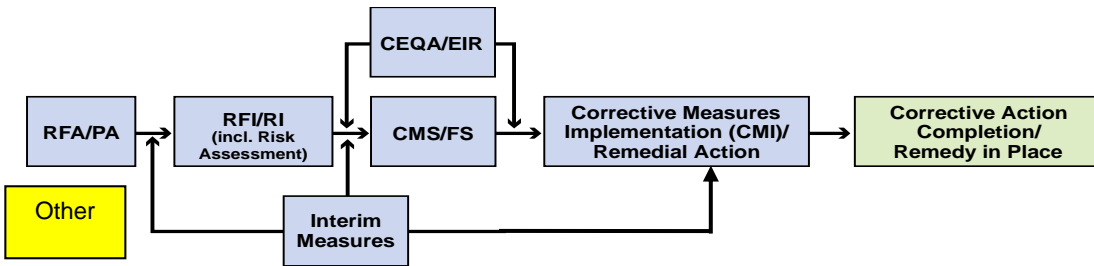 CEQA/EIR
RFA/PA
RFI/RI
(incl. Risk
Assessment)
CMS/FS
Corrective Measures
Implementation (CMI)/
Remedial Action
Corrective Action
Completion/
Remedy in Place
Other
Interim
Measures